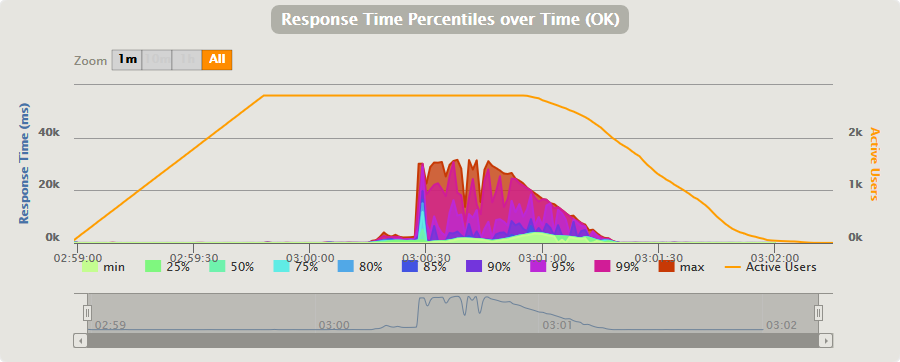 Response Time Percentiles over Time (OK)
Zoom 1m 10m 1h All
Response Time (ms)
40k
20k
0k
2k
1k
0k
Active Users
02:59:00 02:59:30 03:00:00 03:00:30 03:01:00 03:01:30 03:02:00
min 25% 50% 75% 80% 85% 90% 95% 99% max Active Users
02:59 03:00 03:01 03:02